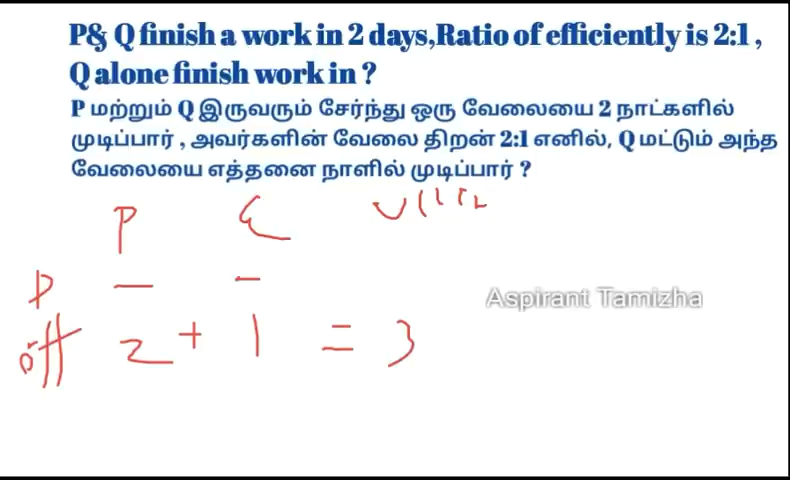 P& Q finish a work in 2 days,Ratio of efficiently is 2:1 ,
Q alone finish work in ?
P மற்றும் Q இருவரும் சேர்ந்து ஒரு வேலையை 2 நாட்களில்
முடிப்பார் , அவர்களின் வேலை திறன் 2:1 எனில், Q மட்டும் அந்த
வேலையை எத்தனை நாளில் முடிப்பார் ?
P
D — –
Aspirant Tamizha
eff 2 + 1 = 3